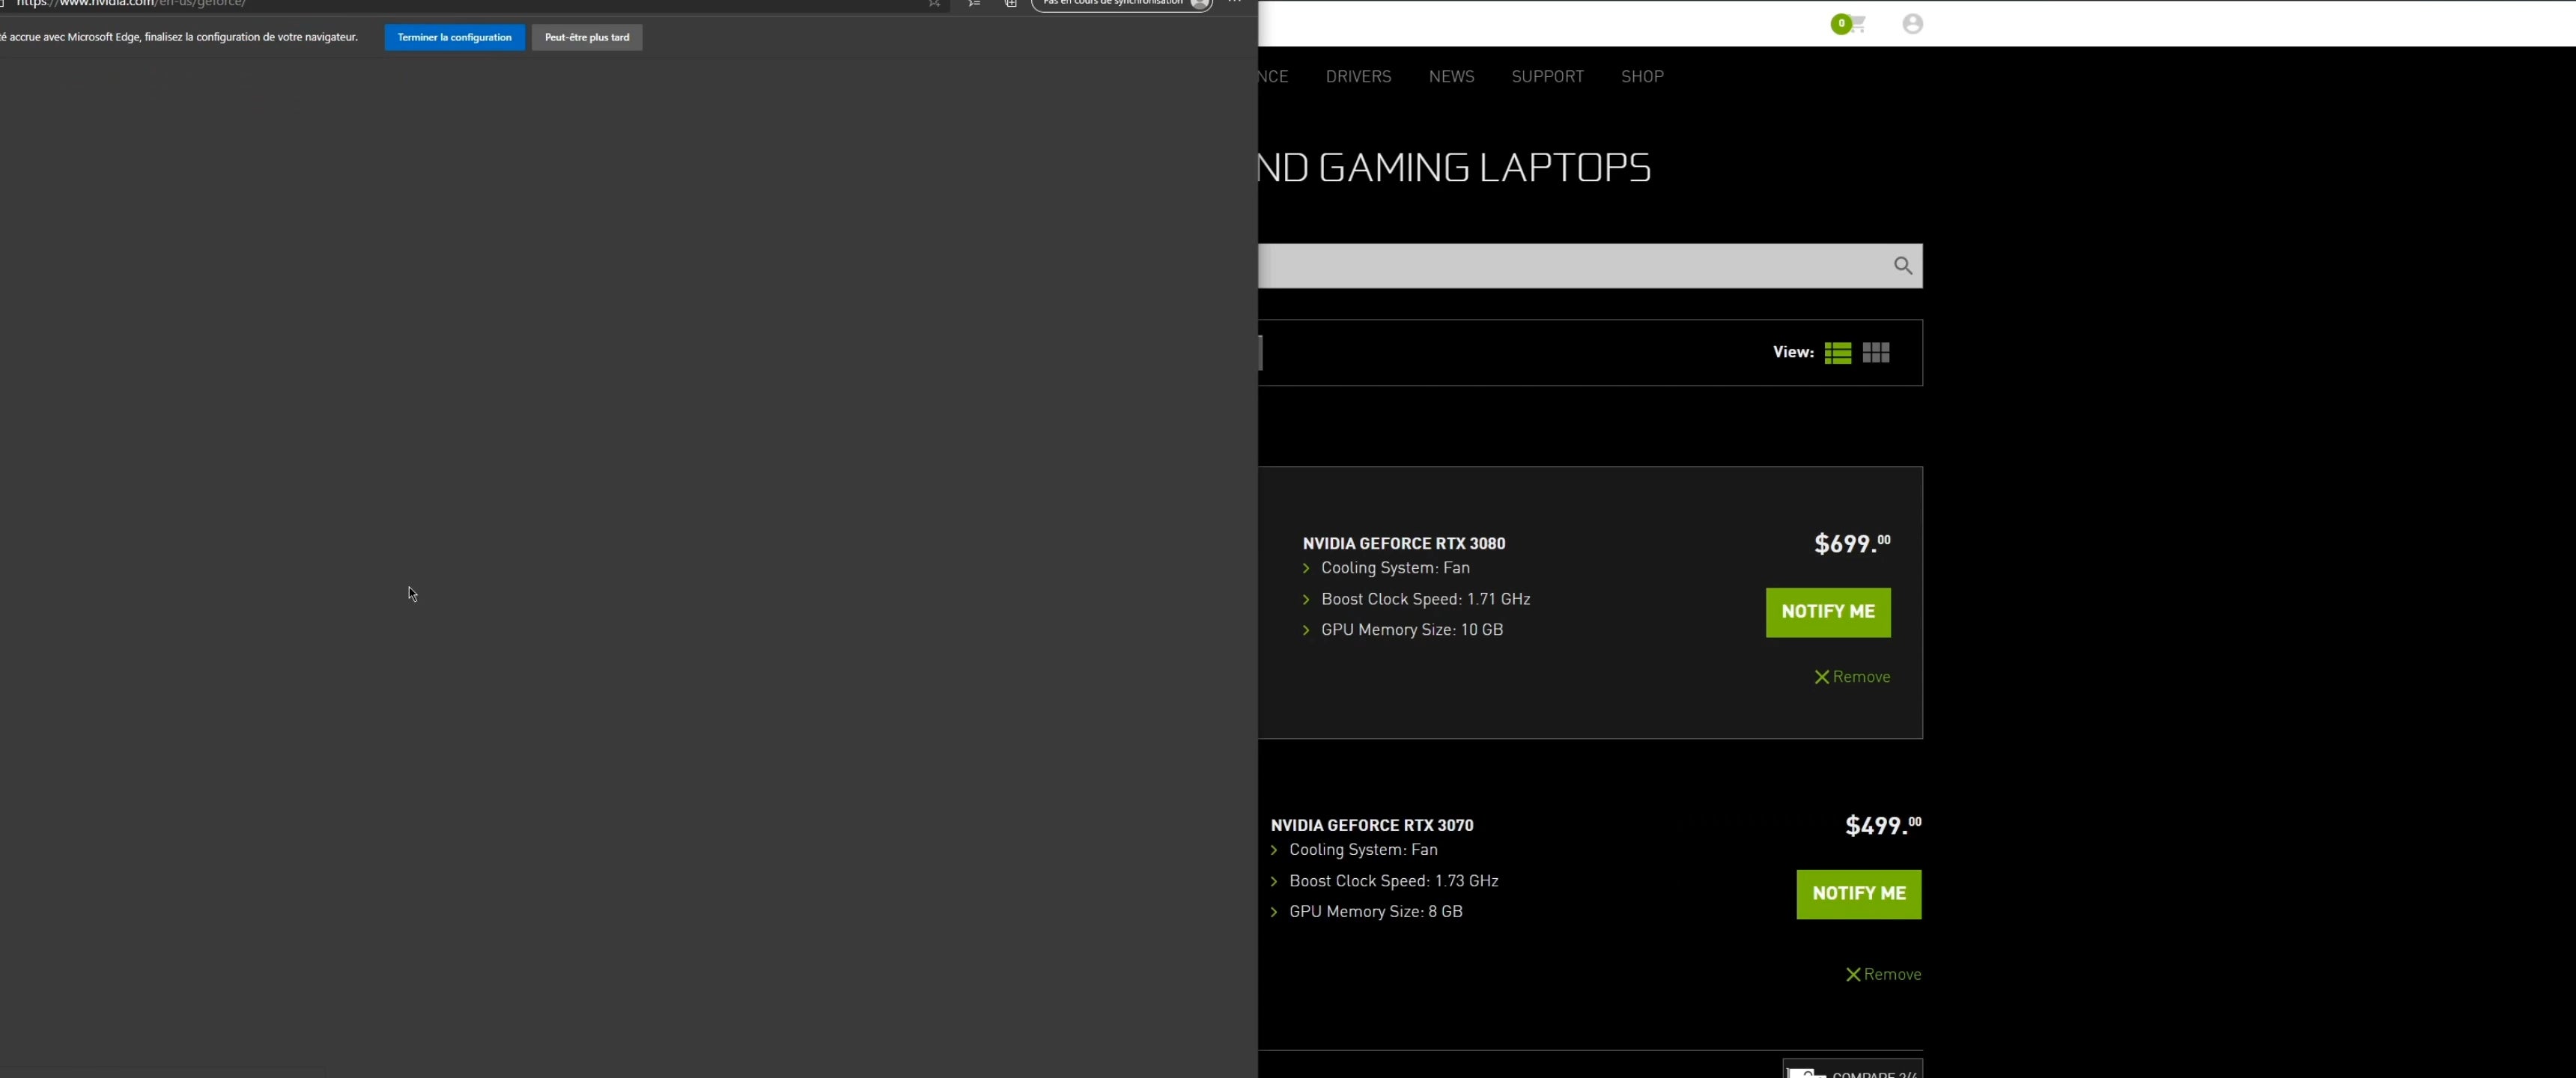 https://www.nvidia.com/en-us/geforce/
Pas en cours de synchronisation
é accrue avec Microsoft Edge, finalisez la configuration de votre navigateur.
Terminer la configuration
Peut-être plus tard
0
NCE
DRIVERS
NEWS
SUPPORT
SHOP
ND GAMING LAPTOPS
View:
NVIDIA GEFORCE RTX 3080
$699.00
Cooling System: Fan
Boost Clock Speed: 1.71 GHz
NOTIFY ME
GPU Memory Size: 10 GB
Remove
NVIDIA GEFORCE RTX 3070
$499.00
Cooling System: Fan
Boost Clock Speed: 1.73 GHz
NOTIFY ME
GPU Memory Size: 8 GB
Remove
COMPARE